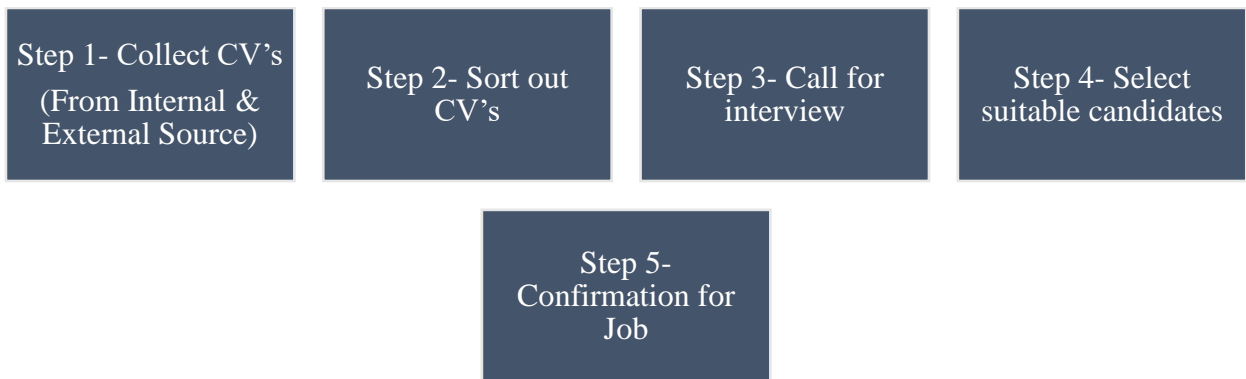 Step 1- Collect CV’s
(From Internal &
External Source)
Step 2- Sort out
CV’s
Step 3- Call for
interview
Step 4- Select
suitable candidates
Step 5-
Confirmation for
Job